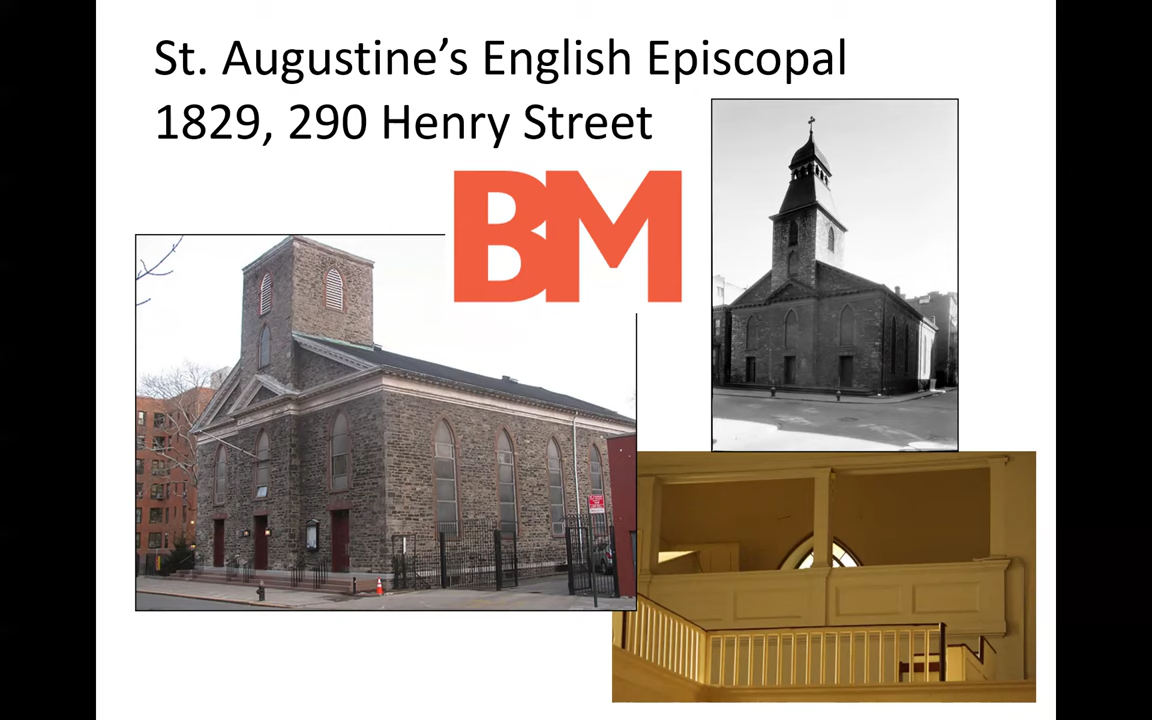 St. Augustine’s English Episcopal
1829, 290 Henry Street
BM